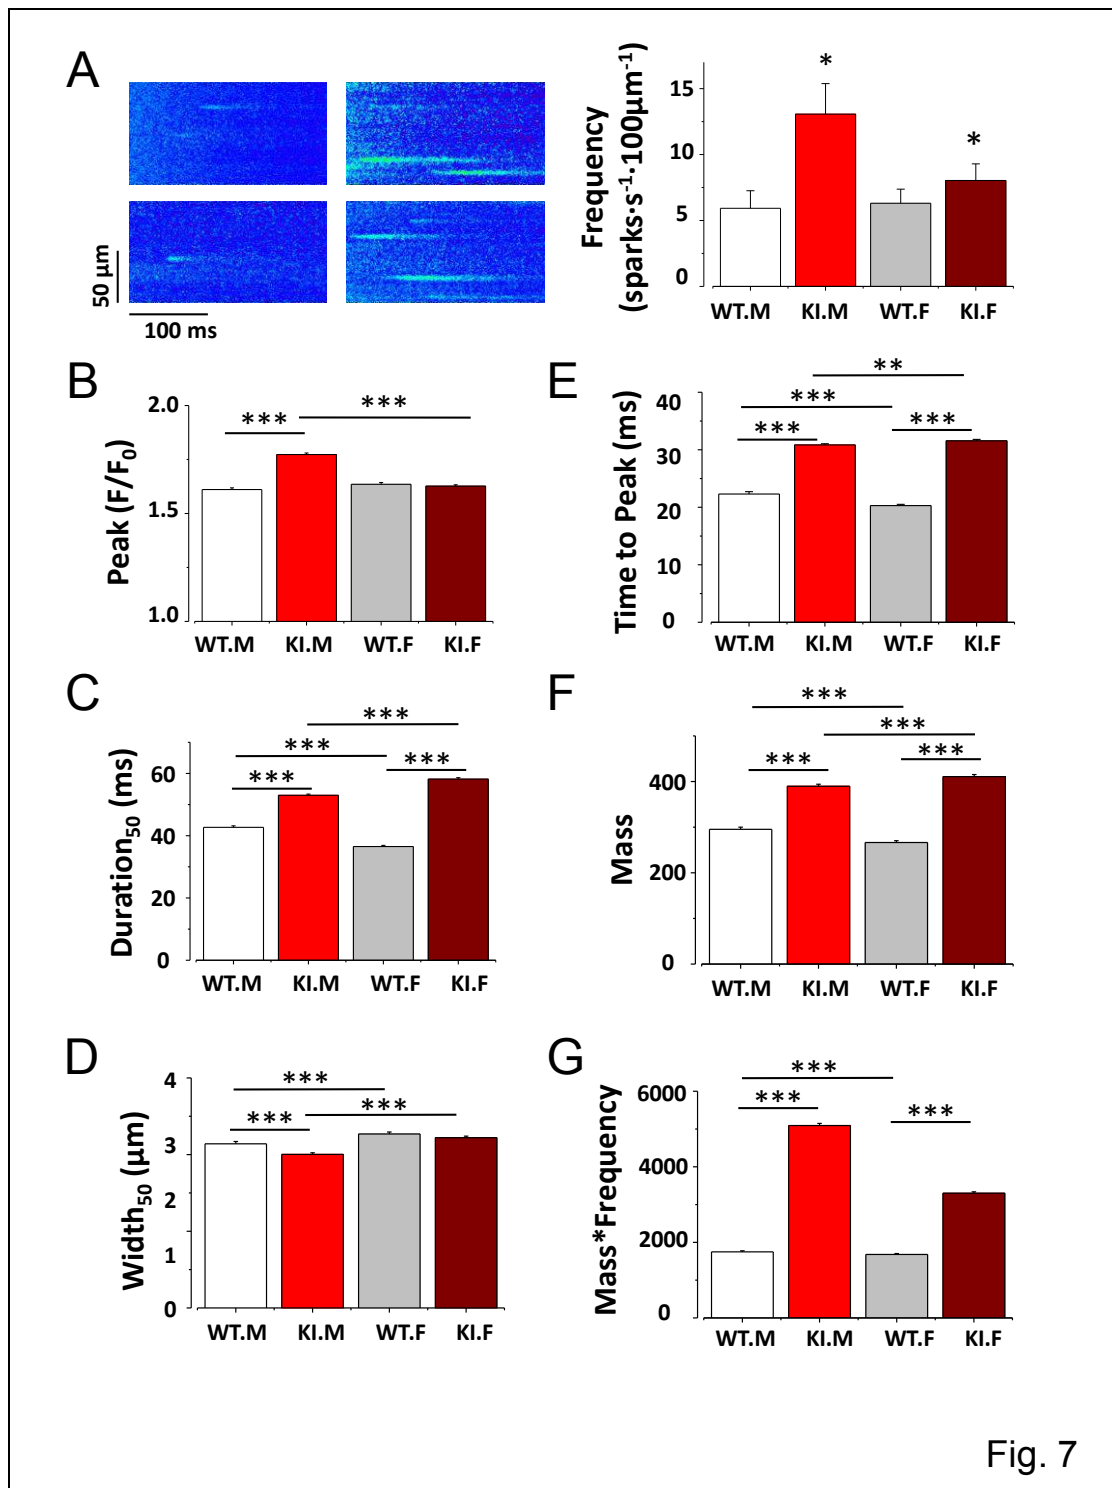 A
50 µm
100 ms
Frequency
(sparks·s⁻¹·100µm⁻¹)
15
10
5
0
*
*
WT.M KI.M WT.F KI.F
B
Peak (F/F₀)
2.0
1.5
1.0
***
***
WT.M KI.M WT.F KI.F
E
Time to Peak (ms)
40
30
20
10
0
**
***
***
***
WT.M KI.M WT.F KI.F
C
Duration₅₀ (ms)
60
40
20
0
***
***
***
***
WT.M KI.M WT.F KI.F
F
Mass
400
200
0
***
***
***
***
WT.M KI.M WT.F KI.F
D
Width₅₀ (µm)
4
3
2
1
0
***
***
***
WT.M KI.M WT.F KI.F
G
Mass*Frequency
6000
4000
2000
0
***
***
***
WT.M KI.M WT.F KI.F
Fig. 7